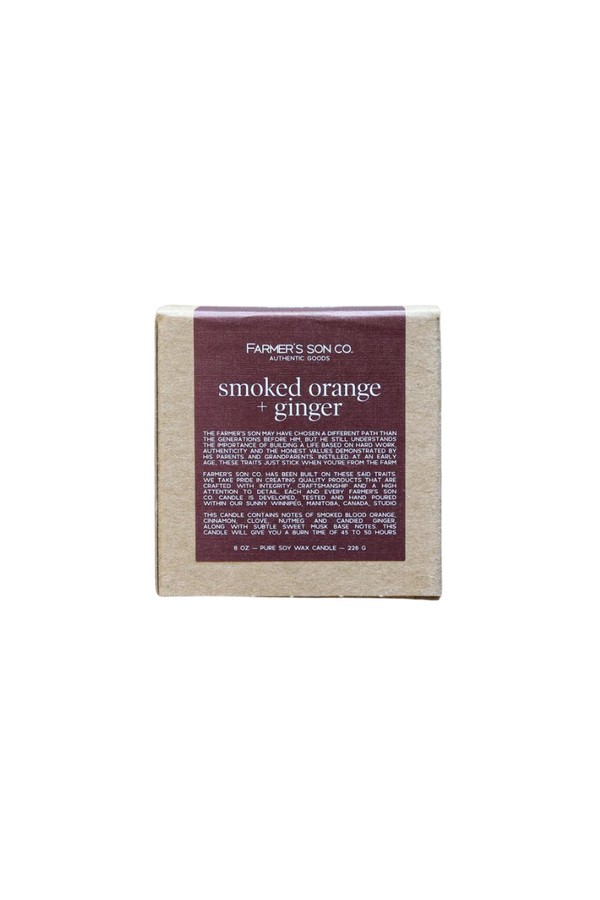 FARMER'S SON CO.
AUTHENTIC GOODS
smoked orange
+ ginger
THE FARMER'S SON MAY HAVE CHOSEN A DIFFERENT PATH THAN
THE GENERATIONS BEFORE HIM, BUT HE STILL UNDERSTANDS
THE IMPORTANCE OF BUILDING A LIFE BASED ON HARD WORK,
AUTHENTICITY AND THE HONEST VALUES DEMONSTRATED BY
HIS PARENTS AND GRANDPARENTS. INSTILLED AT AN EARLY
AGE, THESE TRAITS JUST STICK WHEN YOU'RE FROM THE FARM
FARMER'S SON CO. HAS BEEN BUILT ON THESE SAID TRAITS.
WE TAKE PRIDE IN CREATING QUALITY PRODUCTS THAT ARE
CRAFTED WITH INTEGRITY, CRAFTSMANSHIP AND A HIGH
ATTENTION TO DETAIL. EACH AND EVERY FARMER'S SON
CO. CANDLE IS DEVELOPED, TESTED AND HAND POURED
WITHIN OUR SUNNY WINNIPEG, MANITOBA, CANADA, STUDIO
THIS CANDLE CONTAINS NOTES OF SMOKED BLOOD ORANGE,
CINNAMON, CLOVE, NUTMEG AND CANDIED GINGER,
ALONG WITH SUBTLE SWEET MUSK BASE NOTES. THIS
CANDLE WILL GIVE YOU A BURN TIME OF 45 TO 50 HOURS
8 OZ — PURE SOY WAX CANDLE — 226 G